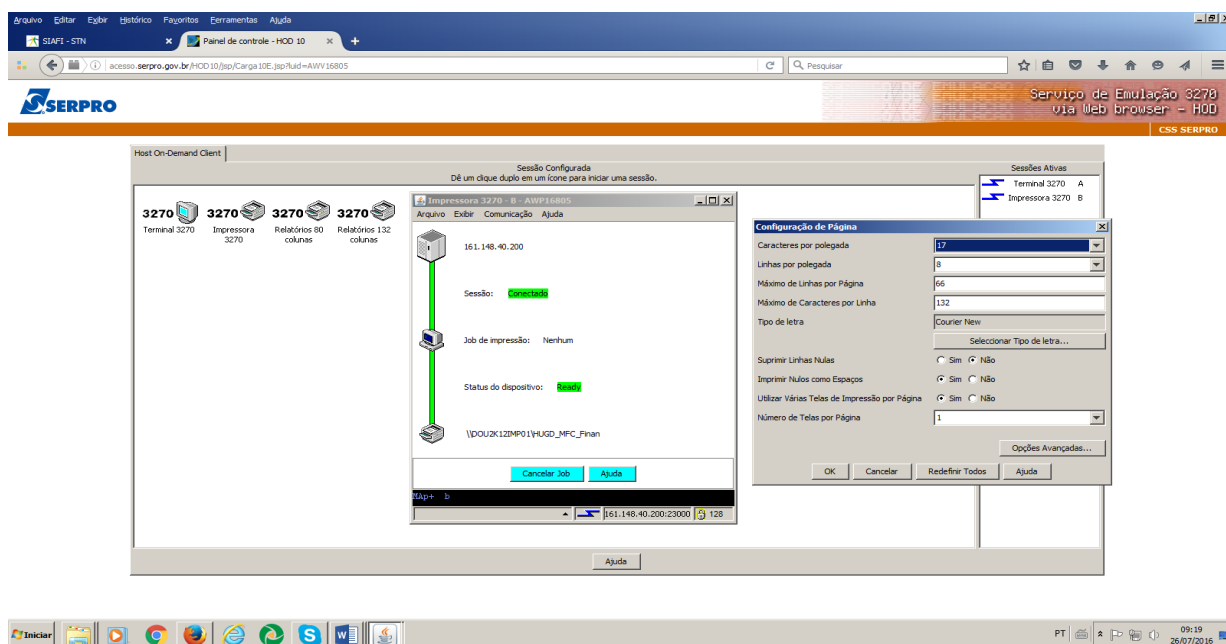 Arquivo Editar Exibir Histórico Favoritos Ferramentas Ajuda
SIAFI - STN
Painel de controle - HOD 10
acesso.serpro.gov.br/HOD10/jsp/Carga10E.jsp?luid=AWV16805
Pesquisar
SERPRO
Serviço de Emulação 3270
via Web browser - HOD
CSS SERPRO
Host On-Demand Client
Sessão Configurada
Dê um clique duplo em um ícone para iniciar uma sessão.
Sessões Ativas
Terminal 3270 A
Impressora 3270 B
3270 3270 3270 3270
Terminal 3270
Impressora 3270
Relatórios 80 colunas
Relatórios 132 colunas
Impressora 3270 - B - AWP16805
Arquivo Exibir Comunicação Ajuda
161.148.40.200
Sessão: Conectado
Job de impressão: Nenhum
Status do dispositivo: Ready
\\DOU2K12IMP01\HUGD_MFC_Finan
Cancelar Job Ajuda
MAp+ b
161.148.40.200:23000 128
Configuração de Página
Caracteres por polegada 17
Linhas por polegada 8
Máximo de Linhas por Página 66
Máximo de Caracteres por Linha 132
Tipo de letra Courier New
Seleccionar Tipo de letra...
Suprimir Linhas Nulas Sim Não
Imprimir Nulos como Espaços Sim Não
Utilizar Várias Telas de Impressão por Página Sim Não
Número de Telas por Página 1
Opções Avançadas...
OK Cancelar Redefinir Todos Ajuda
Ajuda
Iniciar
PT
09:19
26/07/2016